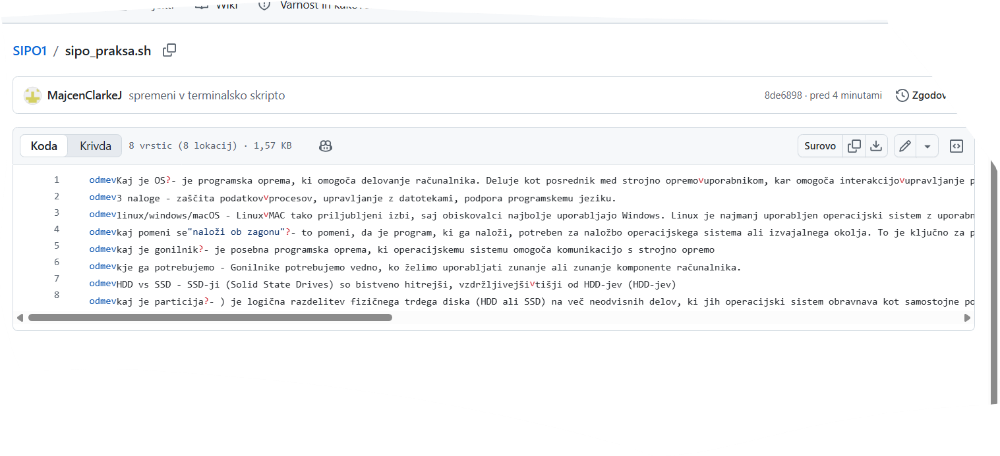 Wiki
Varnost in
SIPO1 / sipo_praksa.sh
MajcenClarkeJ spremeni v terminalsko skripto 8de6898 · pred 4 minutami
Koda Krivda 8 vrstic (8 lokacij) · 1,57 KB Surovo
1 odmevKaj je OS?- je programska oprema, ki omogoča delovanje računalnika. Deluje kot posrednik med strojno opremovuporabnikom, kar omogoča interakcijovupravljanje
2 odmev3 naloge - zaščita podatkovvprocesov, upravljanje z datotekami, podpora programskemu jeziku.
3 odmevlinux/windows/macOS - LinuxvMAC tako priljubljeni izbi, saj obiskovalci najbolje uporabljajo Windows. Linux je najmanj uporabljen operacijski sistem z
4 odmevkaj pomeni se"naloži ob zagonu"?- to pomeni, da je program, ki ga naloži, potreben za naložbo operacijskega sistema ali izvajalnega okolja. To je ključno za
5 odmevkaj je gonilnik?- je posebna programska oprema, ki operacijskemu sistemu omogoča komunikacijo s strojno opremo
6 odmevkje ga potrebujemo - Gonilnike potrebujemo vedno, ko želimo uporabljati zunanje ali zunanje komponente računalnika.
7 odmevHDD vs SSD - SSD-ji (Solid State Drives) so bistveno hitrejši, vzdržljivejšivtišji od HDD-jev (HDD-jev)
8 odmevkaj je particija?- ) je logična razdelitev fizičnega trdega diska (HDD ali SSD) na več neodvisnih delov, ki jih operacijski sistem obravnava kot samostojne